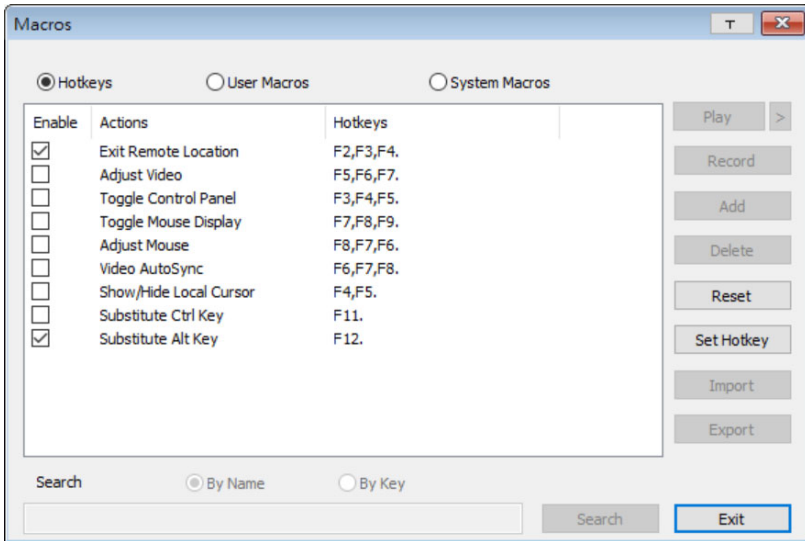 Macros
T
Hotkeys User Macros System Macros
Enable Actions Hotkeys
Play >
Exit Remote Location F2,F3,F4.
Adjust Video F5,F6,F7.
Record
Toggle Control Panel F3,F4,F5.
Add
Toggle Mouse Display F7,F8,F9.
Adjust Mouse F8,F7,F6.
Delete
Video AutoSync F6,F7,F8.
Show/Hide Local Cursor F4,F5.
Reset
Substitute Ctrl Key F11.
Substitute Alt Key F12.
Set Hotkey
Import
Export
Search By Name By Key
Search Exit